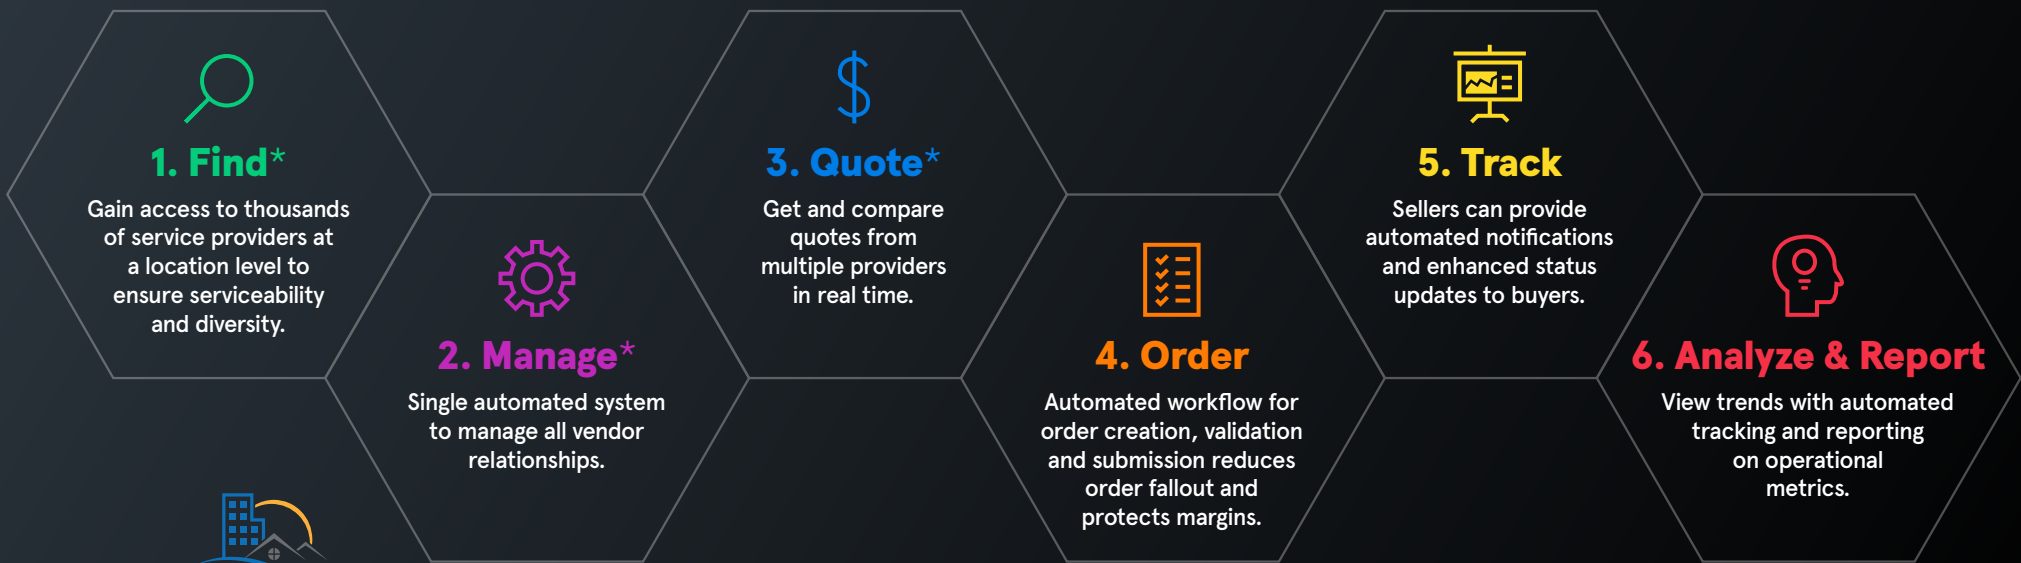 1. Find*
Gain access to thousands
of service providers at
a location level to
ensure serviceability
and diversity.
2. Manage*
Single automated system
to manage all vendor
relationships.
3. Quote*
Get and compare
quotes from
multiple providers
in real time.
4. Order
Automated workflow for
order creation, validation
and submission reduces
order fallout and
protects margins.
5. Track
Sellers can provide
automated notifications
and enhanced status
updates to buyers.
6. Analyze & Report
View trends with automated
tracking and reporting
on operational
metrics.